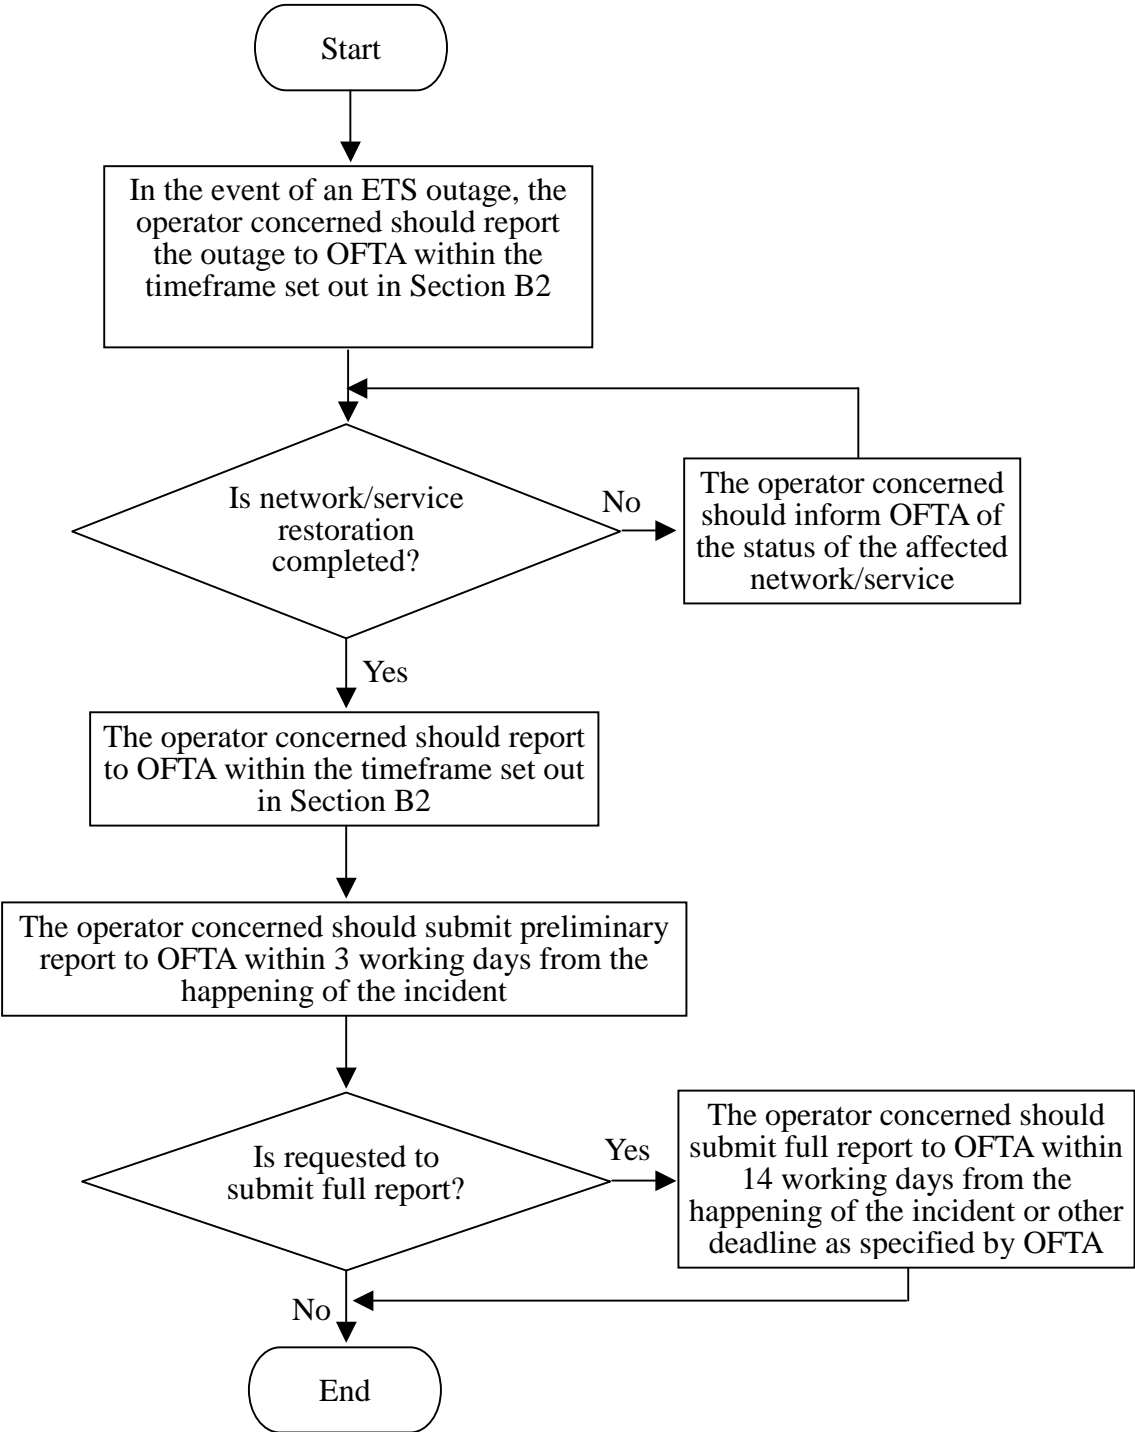 Start
In the event of an ETS outage, the
operator concerned should report
the outage to OFTA within the
timeframe set out in Section B2
Is network/service
restoration
completed?
No
The operator concerned
should inform OFTA of
the status of the affected
network/service
Yes
The operator concerned should report
to OFTA within the timeframe set out
in Section B2
The operator concerned should submit preliminary
report to OFTA within 3 working days from the
happening of the incident
Is requested to
submit full report?
Yes
The operator concerned should
submit full report to OFTA within
14 working days from the
happening of the incident or other
deadline as specified by OFTA
No
End